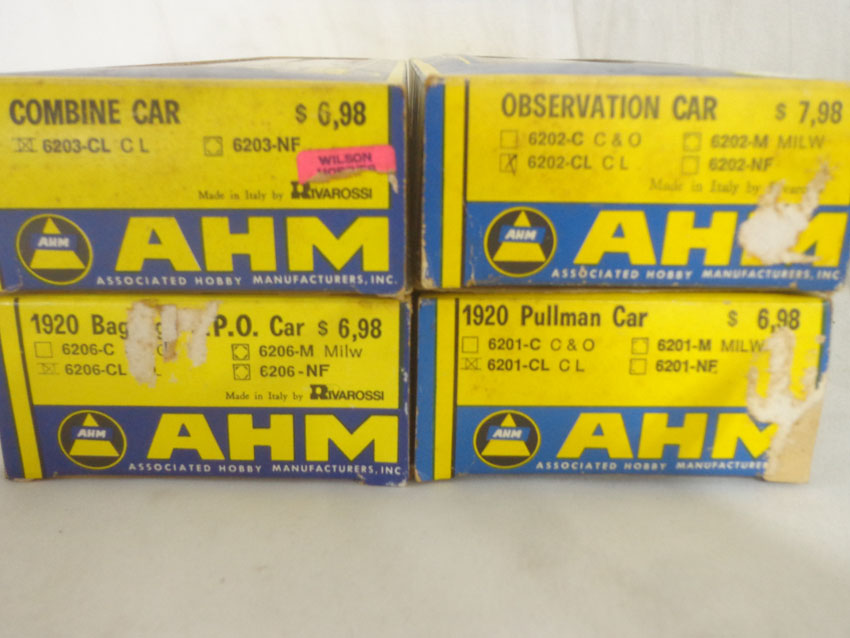 COMBINE CAR $ 6,98
6203-CL C L 6203-NF
WILSON
Made in Italy by RIVAROSSI
AHM AHM
ASSOCIATED HOBBY MANUFACTURERS, INC.
OBSERVATION CAR $ 7,98
6202-C C & O 6202-M MILW
6202-CL C L 6202-NF
Made in Italy by
AHM AHM
ASSOCIATED HOBBY MANUFACTURERS, INC.
1920 Car $ 6,98
6206-C 6206-M Milw
6206-CL 6206-NF
Made in Italy by RIVAROSSI
AHM AHM
ASSOCIATED HOBBY MANUFACTURERS, INC.
1920 Pullman Car $ 6,98
6201-C C & O 6201-M MILW
6201-CL C L 6201-NF
AHM AHM
ASSOCIATED HOBBY